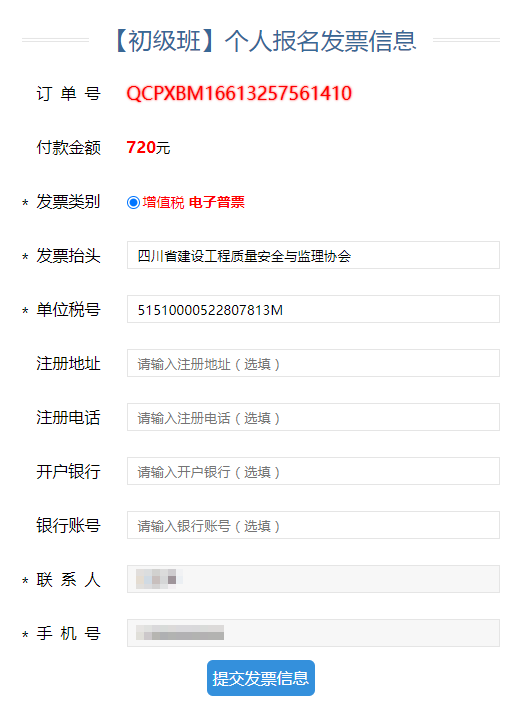 【初级班】个人报名发票信息
订 单 号 QCPXBM16613257561410
付款金额 720元
* 发票类别 增值税 电子普票
* 发票抬头 四川省建设工程质量安全与监理协会
* 单位税号 51510000522807813M
注册地址 请输入注册地址（选填）
注册电话 请输入注册电话（选填）
开户银行 请输入开户银行（选填）
银行账号 请输入银行账号（选填）
* 联 系 人
* 手 机 号
提交发票信息